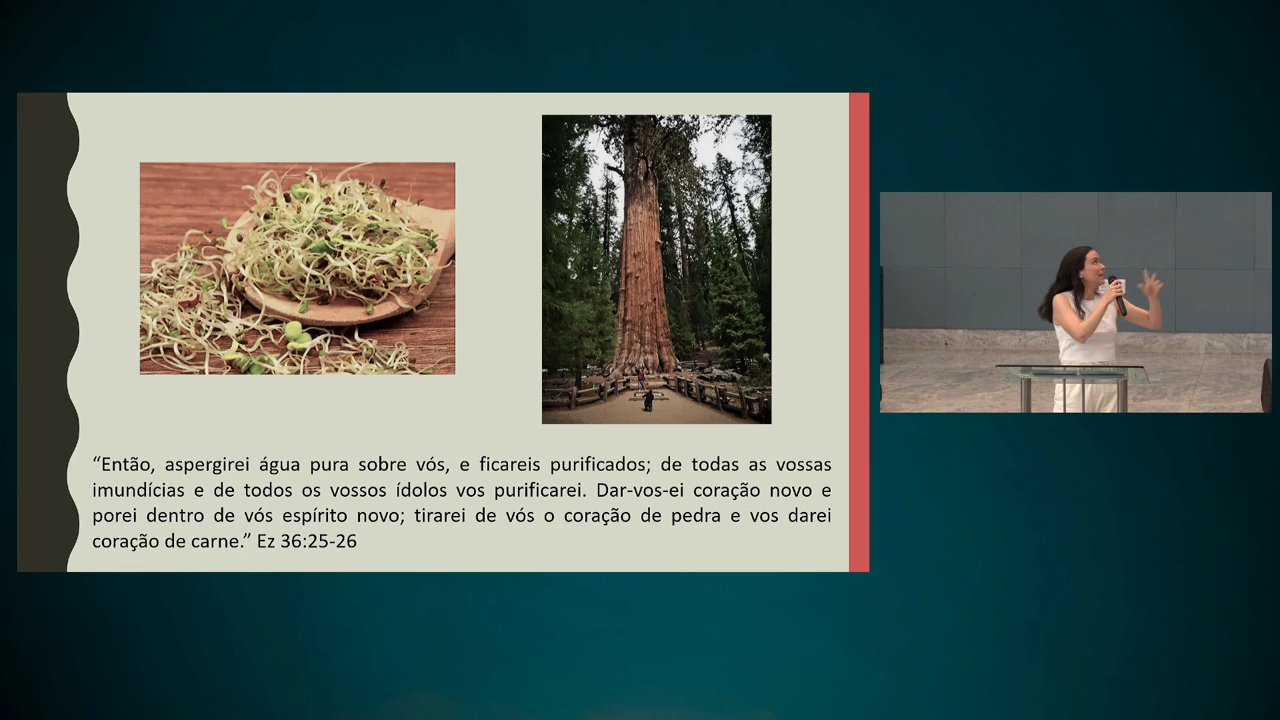 “Então, aspergirei água pura sobre vós, e ficareis purificados; de todas as vossas
imundícias e de todos os vossos ídolos vos purificarei. Dar-vos-ei coração novo e
porei dentro de vós espírito novo; tirarei de vós o coração de pedra e vos darei
coração de carne.” Ez 36:25-26